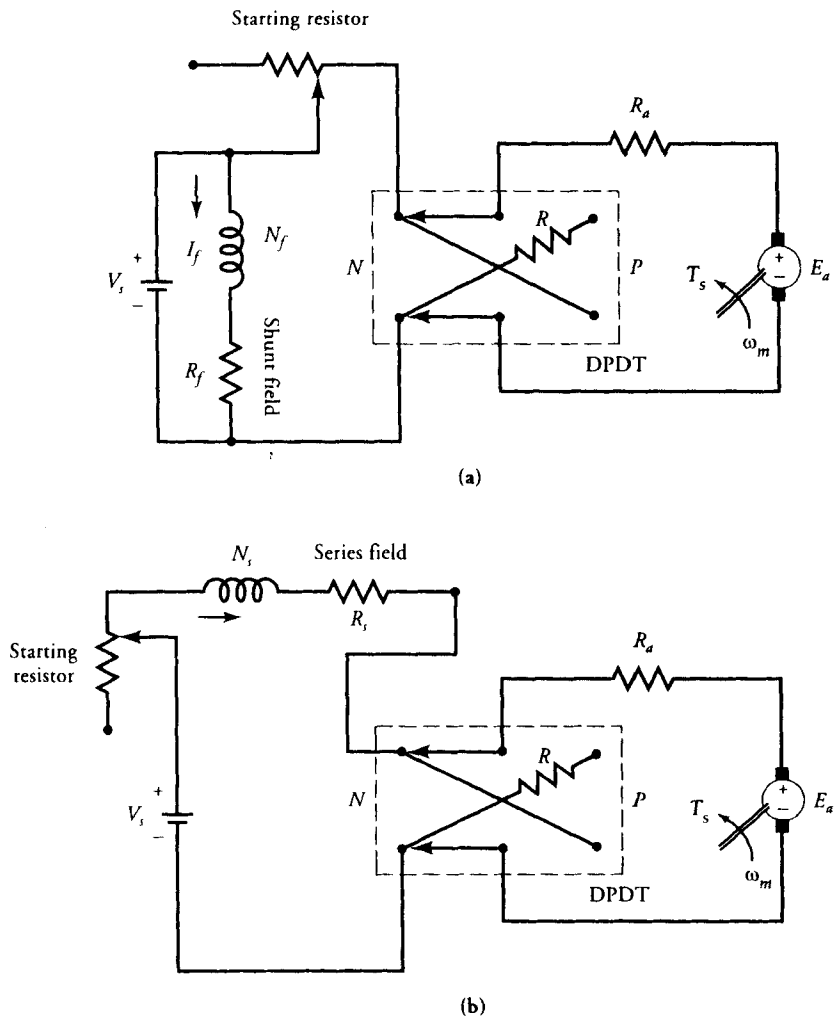 Starting resistor
R_a
R
N_f
I_f
N
P
T_s
E_a
+
−
V_s
+
−
ω_m
R_f
Shunt field
DPDT
(a)
N_s
Series field
R_s
Starting
resistor
R_a
R
+
V_s
−
N
P
T_s
+
−
E_a
ω_m
DPDT
(b)